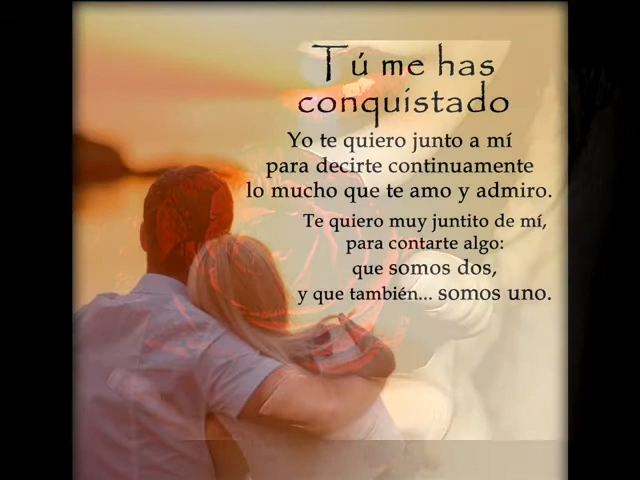 Tú me has
conquistado
Yo te quiero junto a mí
para decirte continuamente
lo mucho que te amo y admiro.
Te quiero muy juntito de mí,
para contarte algo:
que somos dos,
y que también... somos uno.